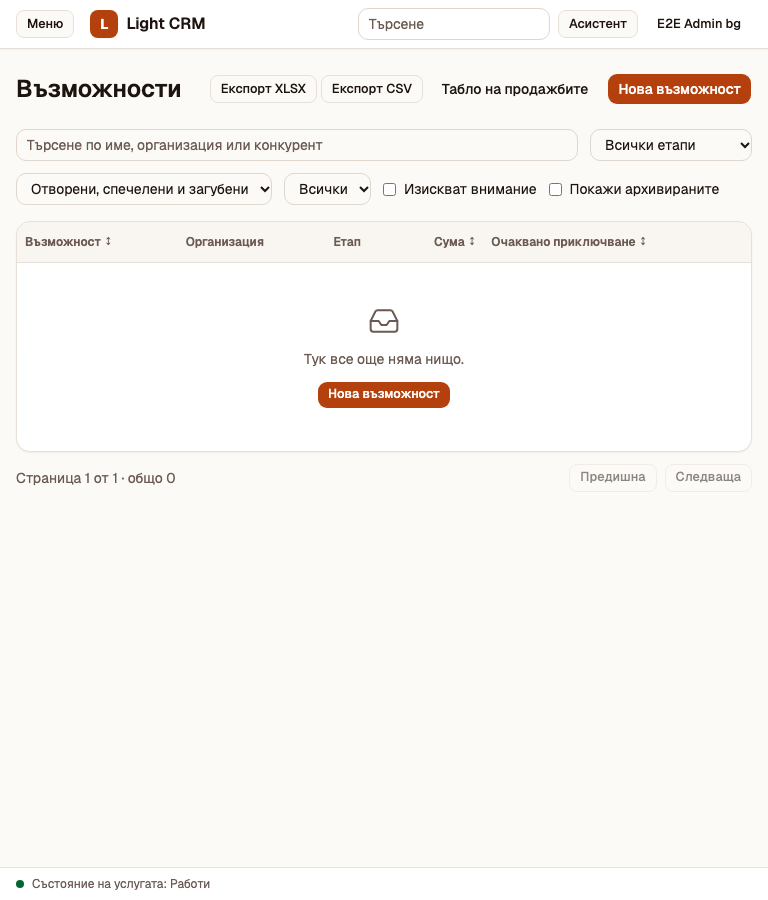 Меню
L
Light CRM
Търсене
Асистент
E2E Admin bg
Възможности
Експорт XLSX
Експорт CSV
Табло на продажбите
Нова възможност
Търсене по име, организация или конкурент
Всички етапи
Отворени, спечелени и загубени
Всички
Изискват внимание
Покажи архивираните
Възможност ↕
Организация
Етап
Сума ↕
Очаквано приключване ↕
Тук все още няма нищо.
Нова възможност
Страница 1 от 1 · общо 0
Предишна
Следваща
Състояние на услугата: Работи